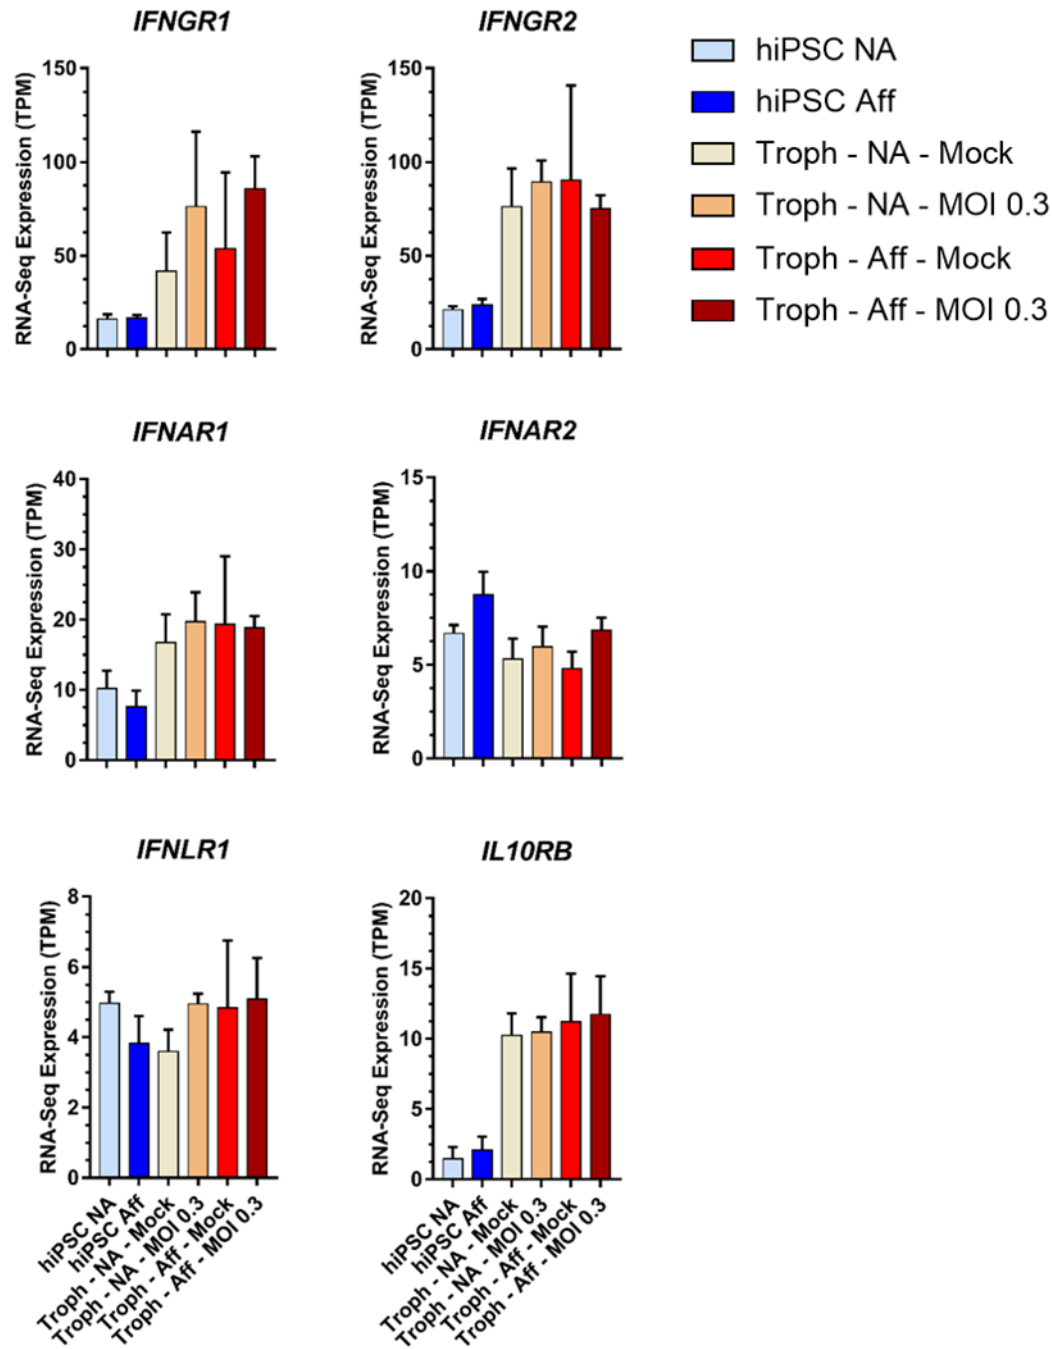 IFNGR1
RNA-Seq Expression (TPM)
150
100
50
0
IFNGR2
RNA-Seq Expression (TPM)
150
100
50
0
hiPSC NA
hiPSC Aff
Troph - NA - Mock
Troph - NA - MOI 0.3
Troph - Aff - Mock
Troph - Aff - MOI 0.3
IFNAR1
RNA-Seq Expression (TPM)
40
30
20
10
0
IFNAR2
RNA-Seq Expression (TPM)
15
10
5
0
IFNLR1
RNA-Seq Expression (TPM)
8
6
4
2
0
hiPSC NA
hiPSC Aff
Troph - NA - Mock
Troph - NA - MOI 0.3
Troph - Aff - Mock
Troph - Aff - MOI 0.3
IL10RB
RNA-Seq Expression (TPM)
20
15
10
5
0
hiPSC NA
hiPSC Aff
Troph - NA - Mock
Troph - NA - MOI 0.3
Troph - Aff - Mock
Troph - Aff - MOI 0.3